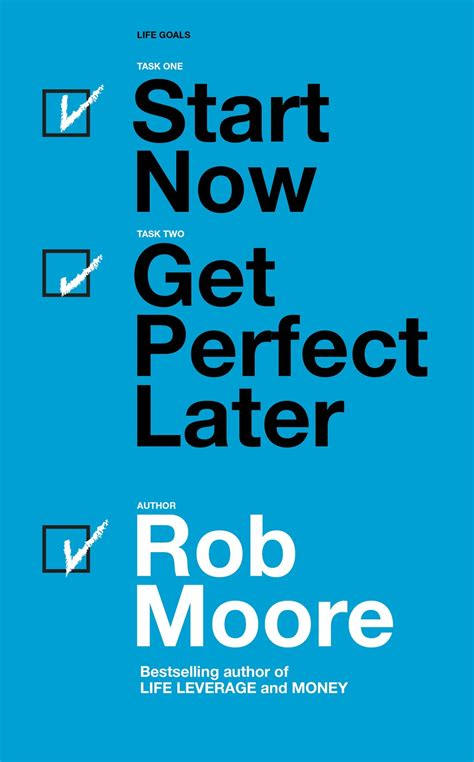 LIFE GOALS
TASK ONE
Start
Now
TASK TWO
Get
Perfect
Later
AUTHOR
Rob
Moore
Bestselling author of
LIFE LEVERAGE and MONEY